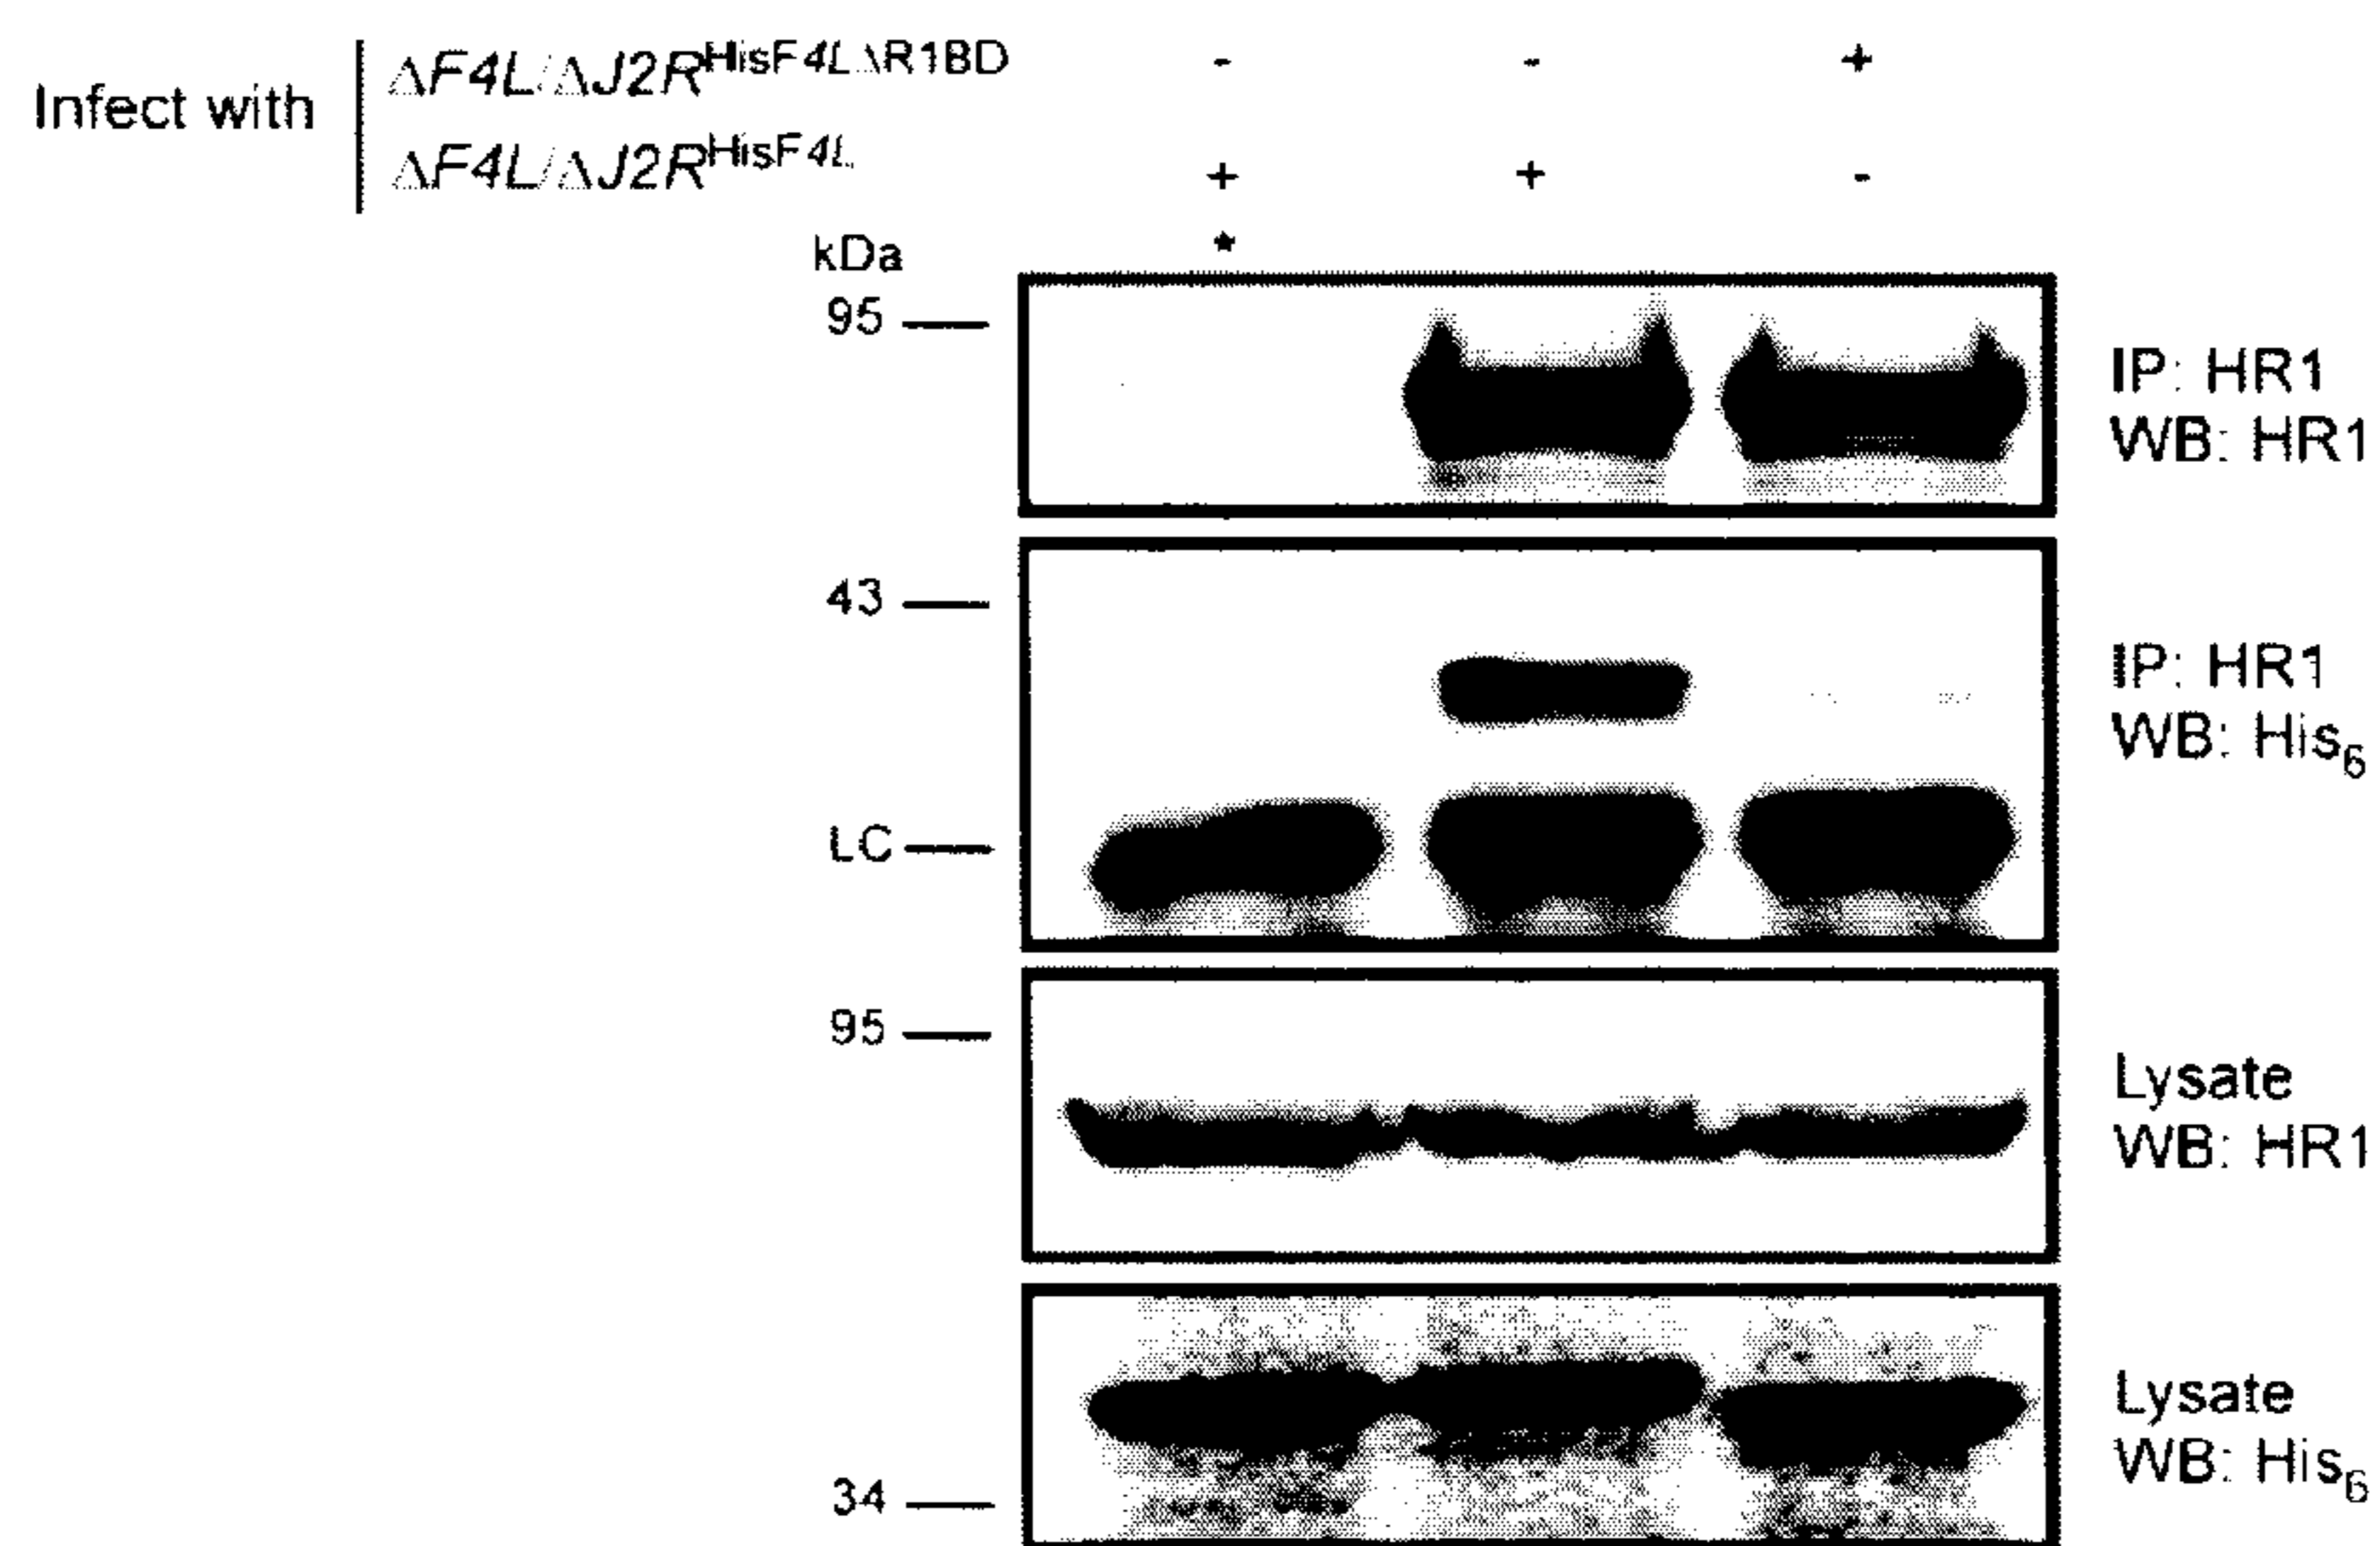 Infect with
ΔF4L/ΔJ2R^HisF4LΔR1BD - - +
ΔF4L/ΔJ2R^HisF4L + + -
kDa *
95
IP: HR1
WB: HR1
43
IP: HR1
WB: His₆
LC
95
Lysate
WB: HR1
Lysate
WB: His₆
34